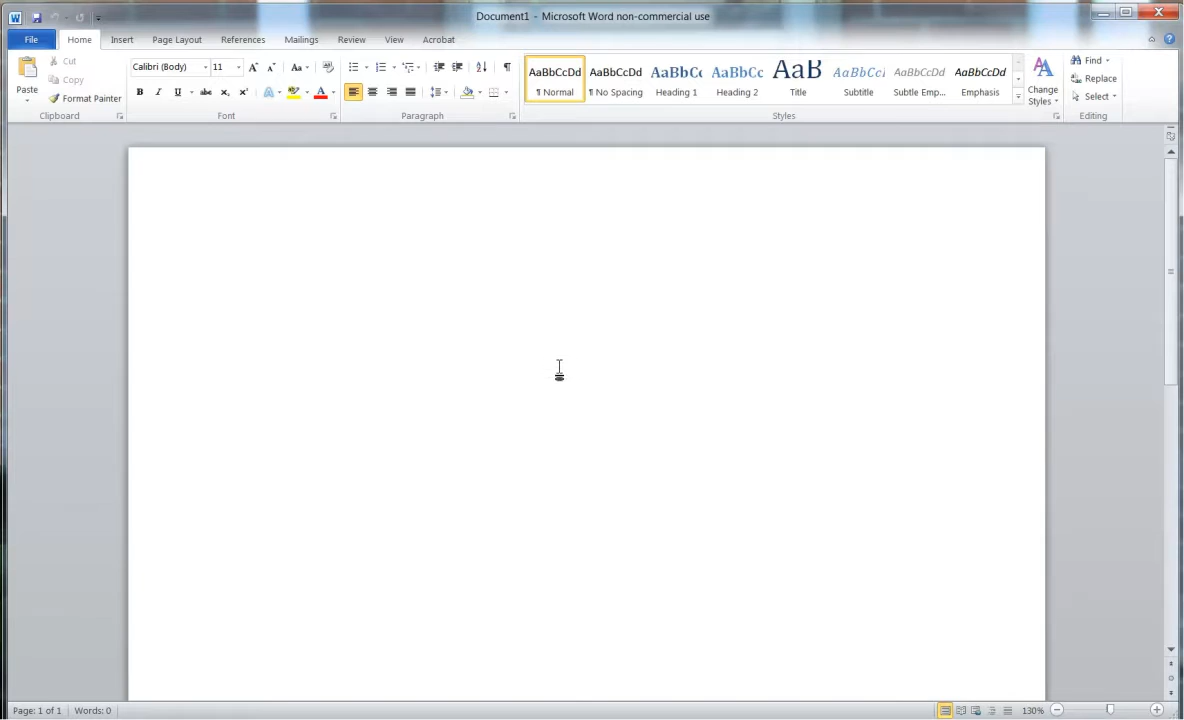 Document1 - Microsoft Word non-commercial use
File Home Insert Page Layout References Mailings Review View Acrobat
Paste
Cut
Copy
Format Painter
Clipboard
Calibri (Body) 11
Font
Paragraph
AaBbCcDd AaBbCcDd AaBbC AaBbCc AaB AaBbCc AaBbCcDd AaBbCcDd
¶ Normal ¶ No Spacing Heading 1 Heading 2 Title Subtitle Subtle Emp... Emphasis
Styles
Change
Styles
Find
Replace
Select
Editing
Page: 1 of 1 Words: 0
130%